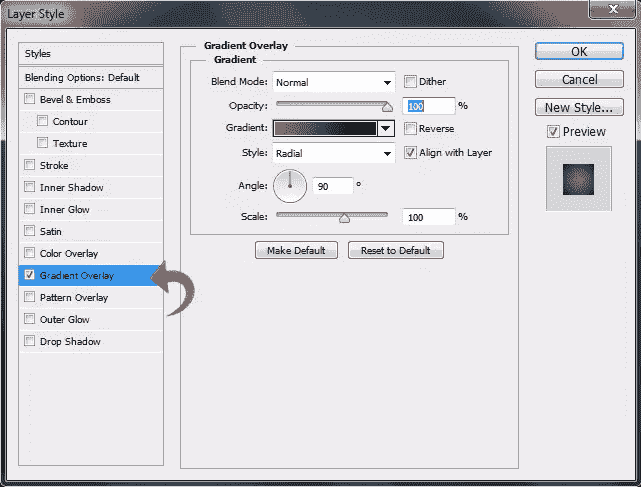 Layer Style
Styles
Blending Options: Default
Bevel & Emboss
Contour
Texture
Stroke
Inner Shadow
Inner Glow
Satin
Color Overlay
Gradient Overlay
Pattern Overlay
Outer Glow
Drop Shadow
Gradient Overlay
Gradient
Blend Mode: Normal Dither
Opacity: 100 %
Gradient: Reverse
Style: Radial Align with Layer
Angle: 90 °
Scale: 100 %
Make Default Reset to Default
OK
Cancel
New Style...
Preview